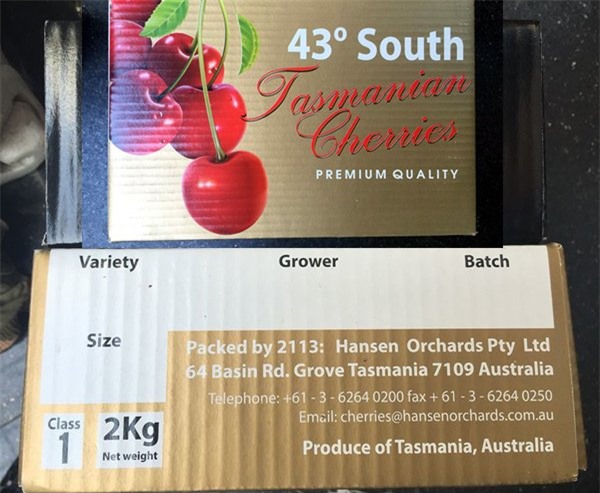 43º South
Tasmanian
Cherries
PREMIUM QUALITY
Variety Grower Batch
Size
Packed by 2113: Hansen Orchards Pty Ltd
64 Basin Rd. Grove Tasmania 7109 Australia
Telephone: +61 - 3 - 6264 0200 fax + 61 - 3 - 6264 0250
Email: cherries@hansenorchards.com.au
Class
1
2Kg
Net weight
Produce of Tasmania, Australia